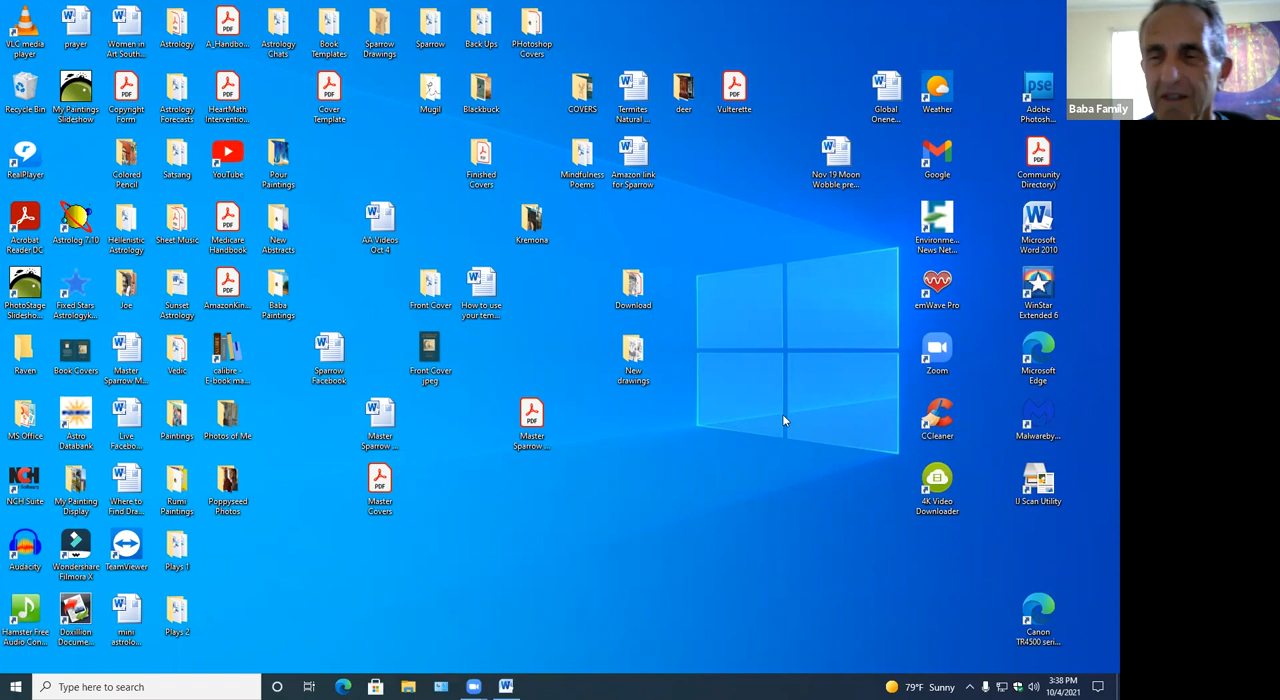 VLC media
player
prayer
Women in
Art South...
Astrology
A_Handbo...
Astrology
Chats
Book
Templates
Sparrow
Drawings
Sparrow
Back Ups
PHotoshop
Covers
Baba Family
Recycle Bin
My Paintings
Slideshow
Copyright
Form
Astrology
Forecasts
HeartMath
Interventio...
Cover
Template
Mugil
Blackbuck
COVERS
Termites
Natural ...
deer
Vulterette
Global
Onene...
Weather
pse
Adobe
Photosh...
RealPlayer
Colored
Pencil
Satsang
YouTube
Pour
Paintings
Finished
Covers
Mindfulness
Poems
Amazon link
for Sparrow
Nov 19 Moon
Wobble pre...
Google
Community
Directory)
Acrobat
Reader DC
Astrolog 7.10
Hellenistic
Astrology
Sheet Music
Medicare
Handbook
New
Abstracts
AA Videos
Oct 4
Kremona
Environme...
News Net...
Microsoft
Word 2010
PhotoStage
Slidesho...
Fixed Stars
Astrologyk...
Joe
Sunset
Astrology
AmazonKin...
Baba
Paintings
Front Cover
How to use
your tem...
Download
emWave Pro
WinStar
Extended 6
Raven
Book Covers
Master
Sparrow M...
Vedic
calibre -
E-book ma...
Sparrow
Facebook
Front Cover
jpeg
New
drawings
Zoom
Microsoft
Edge
MS Office
Astro
Databank
Live
Facebo...
Paintings
Photos of Me
Master
Sparrow ...
Master
Sparrow ...
CCleaner
Malwareby...
NCH Suite
My Painting
Display
Where to
Find Dra...
Rumi
Paintings
Poppyseed
Photos
Master
Covers
4K Video
Downloader
IJ Scan Utility
Audacity
Wondershare
Filmora X
TeamViewer
Plays 1
Hamster Free
Audio Con...
Doxillion
Docume...
mini
astrolo...
Plays 2
Canon
TR4500 seri...
Type here to search
79°F Sunny
3:38 PM
10/4/2021